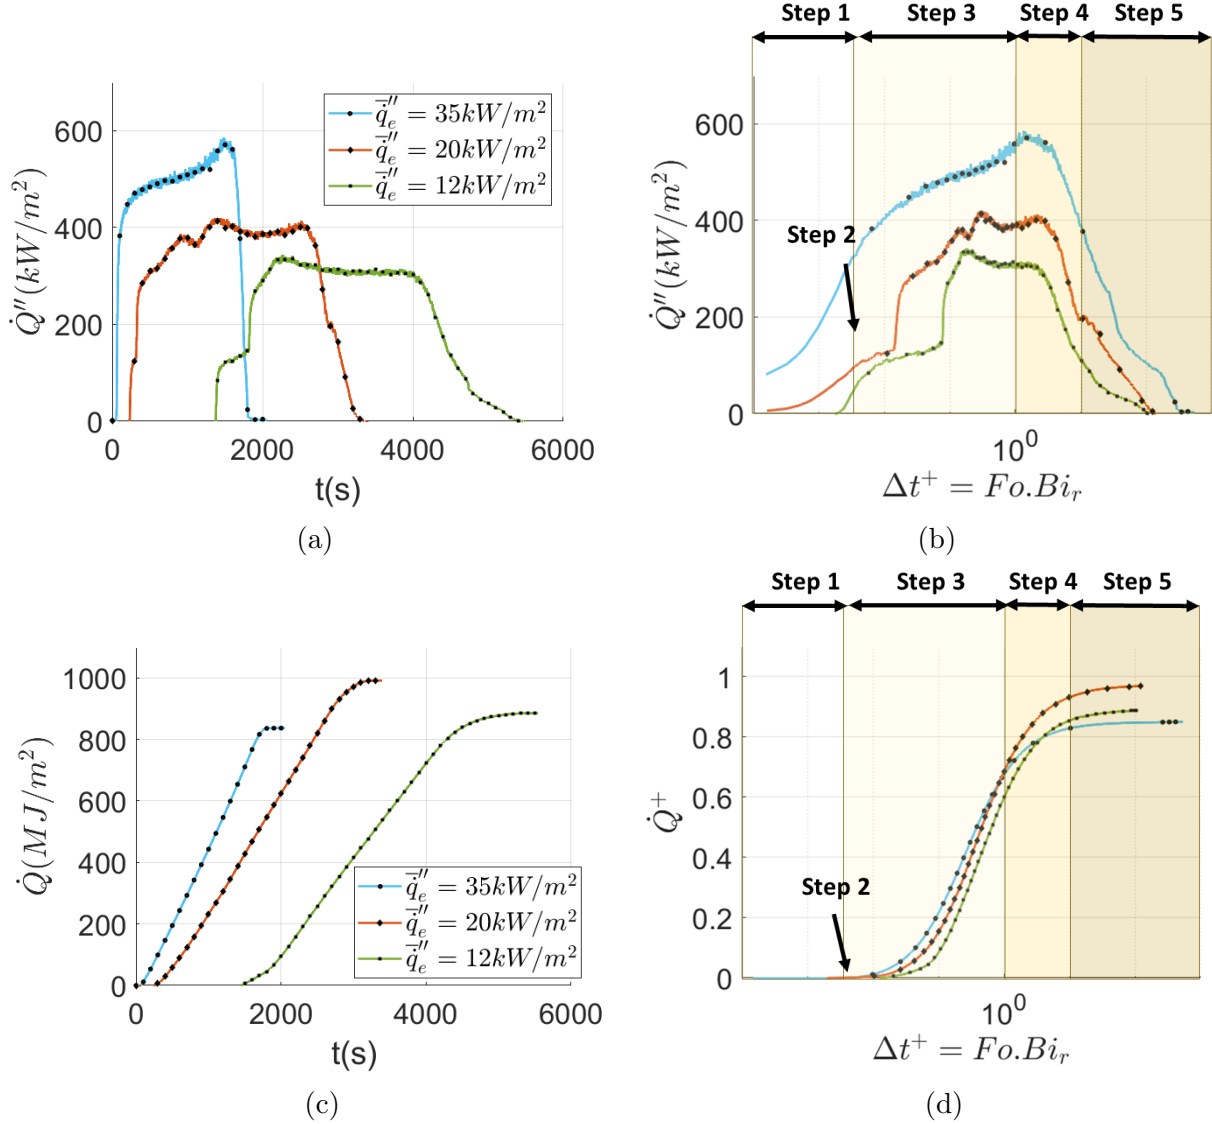 Step 1
Step 3
Step 4
Step 5
600
400
200
0
Q̇″(kW/m²)
q̅̇″ₑ = 35kW/m²
q̅̇″ₑ = 20kW/m²
q̅̇″ₑ = 12kW/m²
0
2000
4000
6000
t(s)
(a)
600
400
200
0
Q̇″(kW/m²)
Step 2
10⁰
Δt⁺ = Fo.Biᵣ
(b)
1000
800
600
400
200
0
Q̇(MJ/m²)
q̅̇″ₑ = 35kW/m²
q̅̇″ₑ = 20kW/m²
q̅̇″ₑ = 12kW/m²
0
2000
4000
6000
t(s)
(c)
Step 1
Step 3
Step 4
Step 5
1
0.8
0.6
0.4
0.2
0
Q̇⁺
Step 2
10⁰
Δt⁺ = Fo.Biᵣ
(d)